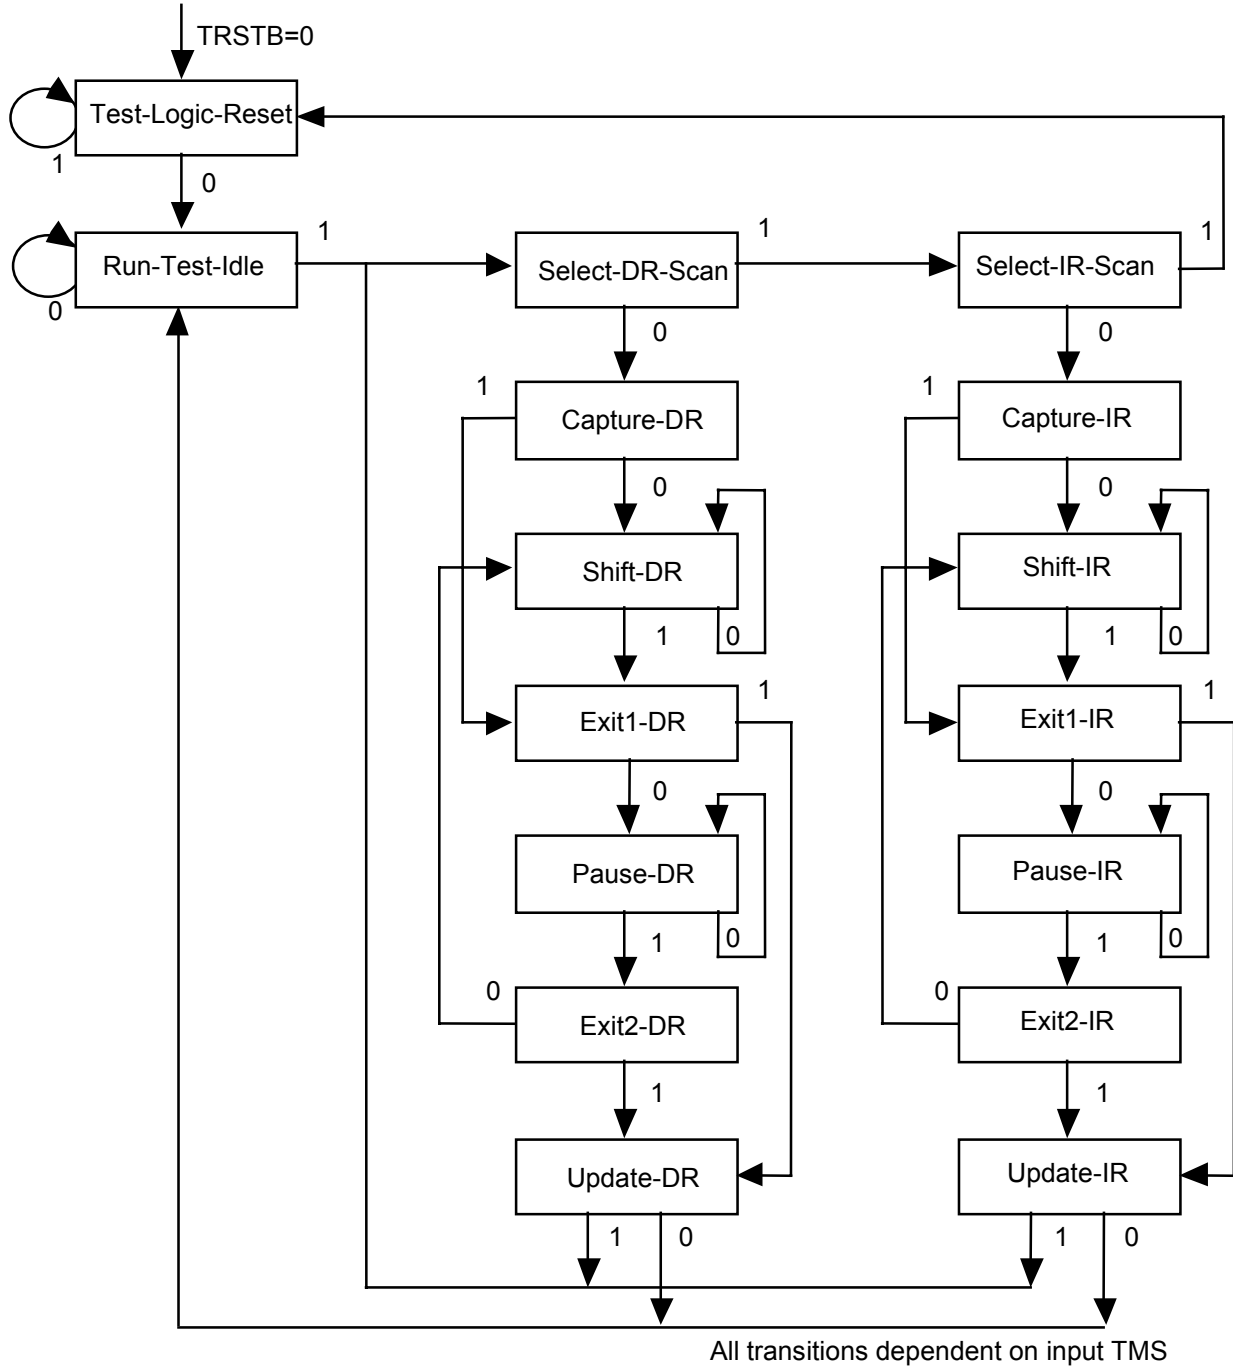 TRSTB=0
Test-Logic-Reset
1
0
Run-Test-Idle
0
1
Select-DR-Scan
1
Select-IR-Scan
1
0
0
1
Capture-DR
1
Capture-IR
0
0
Shift-DR
Shift-IR
1
0
1
0
Exit1-DR
1
Exit1-IR
1
0
0
Pause-DR
Pause-IR
1
0
1
0
0
Exit2-DR
0
Exit2-IR
1
1
Update-DR
Update-IR
1
0
1
0
All transitions dependent on input TMS